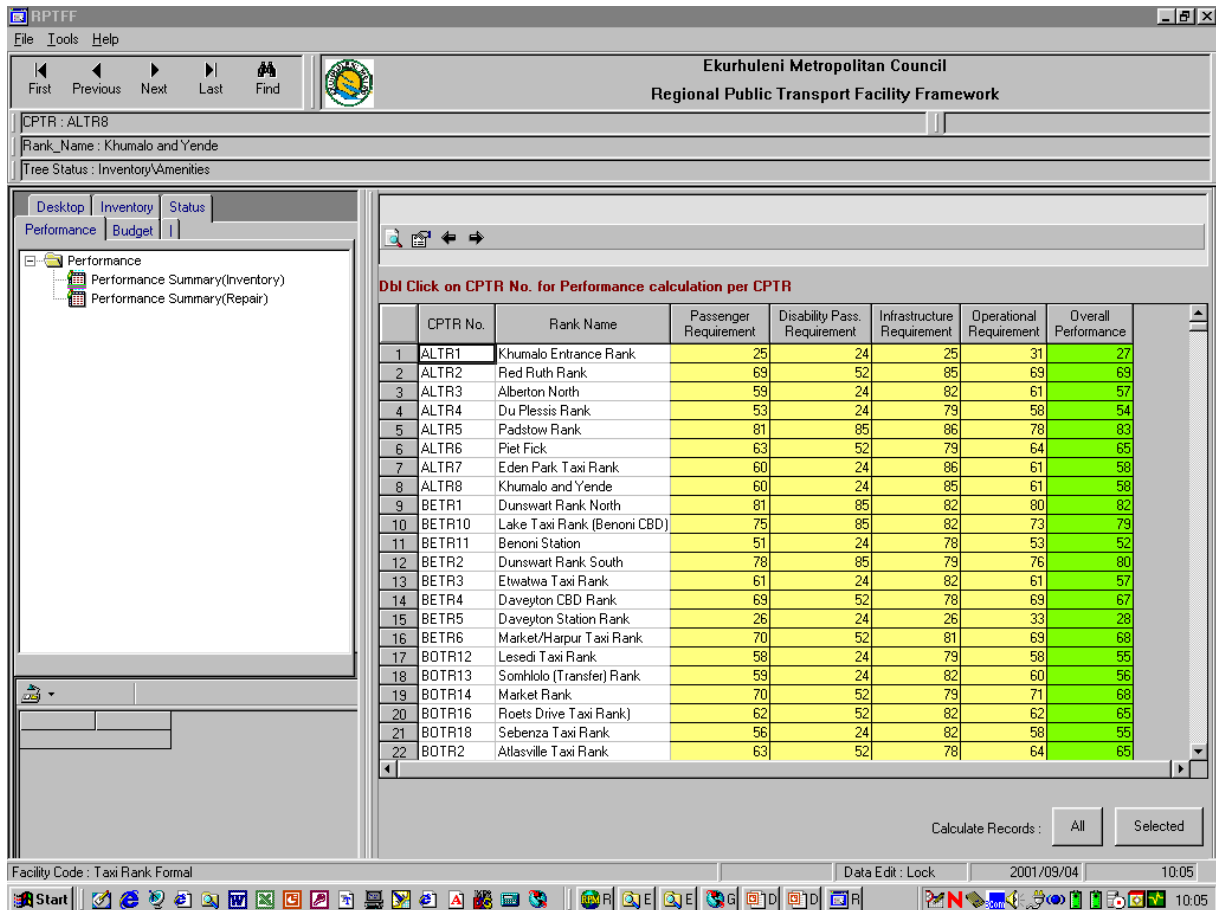 RPTFF
File Tools Help
First Previous Next Last Find
Ekurhuleni Metropolitan Council
Regional Public Transport Facility Framework
CPTR : ALTR8
Rank_Name : Khumalo and Yende
Tree Status : Inventory\Amenities
Desktop Inventory Status
Performance Budget
Performance
Performance Summary(Inventory)
Performance Summary(Repair)
Dbl Click on CPTR No. for Performance calculation per CPTR
CPTR No. Rank Name Passenger Requirement Disability Pass. Requirement Infrastructure Requirement Operational Requirement Overall Performance
1 ALTR1 Khumalo Entrance Rank 25 24 25 31 27
2 ALTR2 Red Ruth Rank 69 52 85 69 69
3 ALTR3 Alberton North 59 24 82 61 57
4 ALTR4 Du Plessis Rank 53 24 79 58 54
5 ALTR5 Padstow Rank 81 85 86 78 83
6 ALTR6 Piet Fick 63 52 79 64 65
7 ALTR7 Eden Park Taxi Rank 60 24 86 61 58
8 ALTR8 Khumalo and Yende 60 24 85 61 58
9 BETR1 Dunswart Rank North 81 85 82 80 82
10 BETR10 Lake Taxi Rank (Benoni CBD) 75 85 82 73 79
11 BETR11 Benoni Station 51 24 78 53 52
12 BETR2 Dunswart Rank South 78 85 79 76 80
13 BETR3 Etwatwa Taxi Rank 61 24 82 61 57
14 BETR4 Daveyton CBD Rank 69 52 78 69 67
15 BETR5 Daveyton Station Rank 26 24 26 33 28
16 BETR6 Market/Harpur Taxi Rank 70 52 81 69 68
17 BOTR12 Lesedi Taxi Rank 58 24 79 58 55
18 BOTR13 Somhlolo (Transfer) Rank 59 24 82 60 56
19 BOTR14 Market Rank 70 52 79 71 68
20 BOTR16 Roets Drive Taxi Rank) 62 52 82 62 65
21 BOTR18 Sebenza Taxi Rank 56 24 82 58 55
22 BOTR2 Atlasville Taxi Rank 63 52 78 64 65
Calculate Records : All Selected
Facility Code : Taxi Rank Formal Data Edit : Lock 2001/09/04 10:05
Start R E E G D D R 10:05